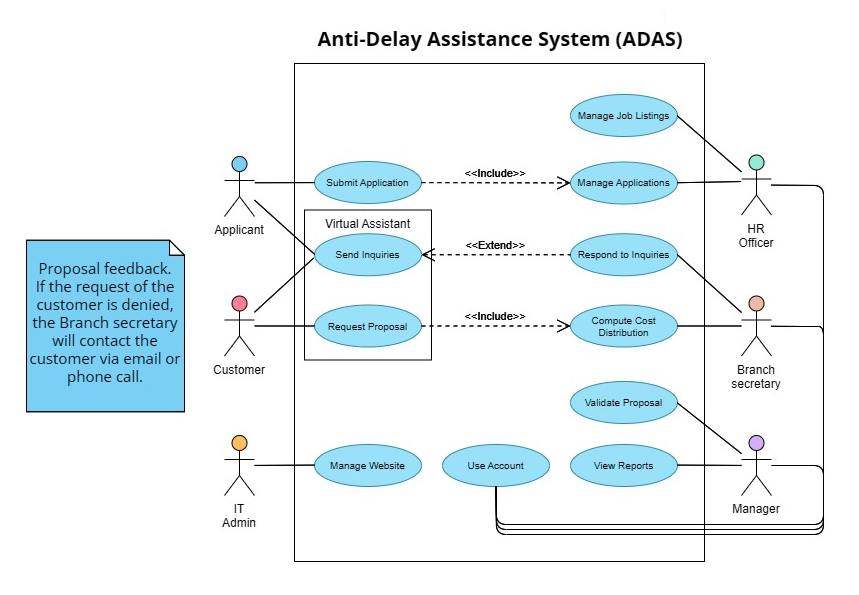 Anti-Delay Assistance System (ADAS)
Manage Job Listings
<<Include>>
Submit Application
Manage Applications
Applicant
HR
Officer
Virtual Assistant
<<Extend>>
Send Inquiries
Respond to Inquiries
Proposal feedback.
If the request of the
customer is denied,
the Branch secretary
will contact the
customer via email or
phone call.
<<Include>>
Request Proposal
Compute Cost
Distribution
Customer
Branch
secretary
Validate Proposal
Manage Website
Use Account
View Reports
IT
Admin
Manager